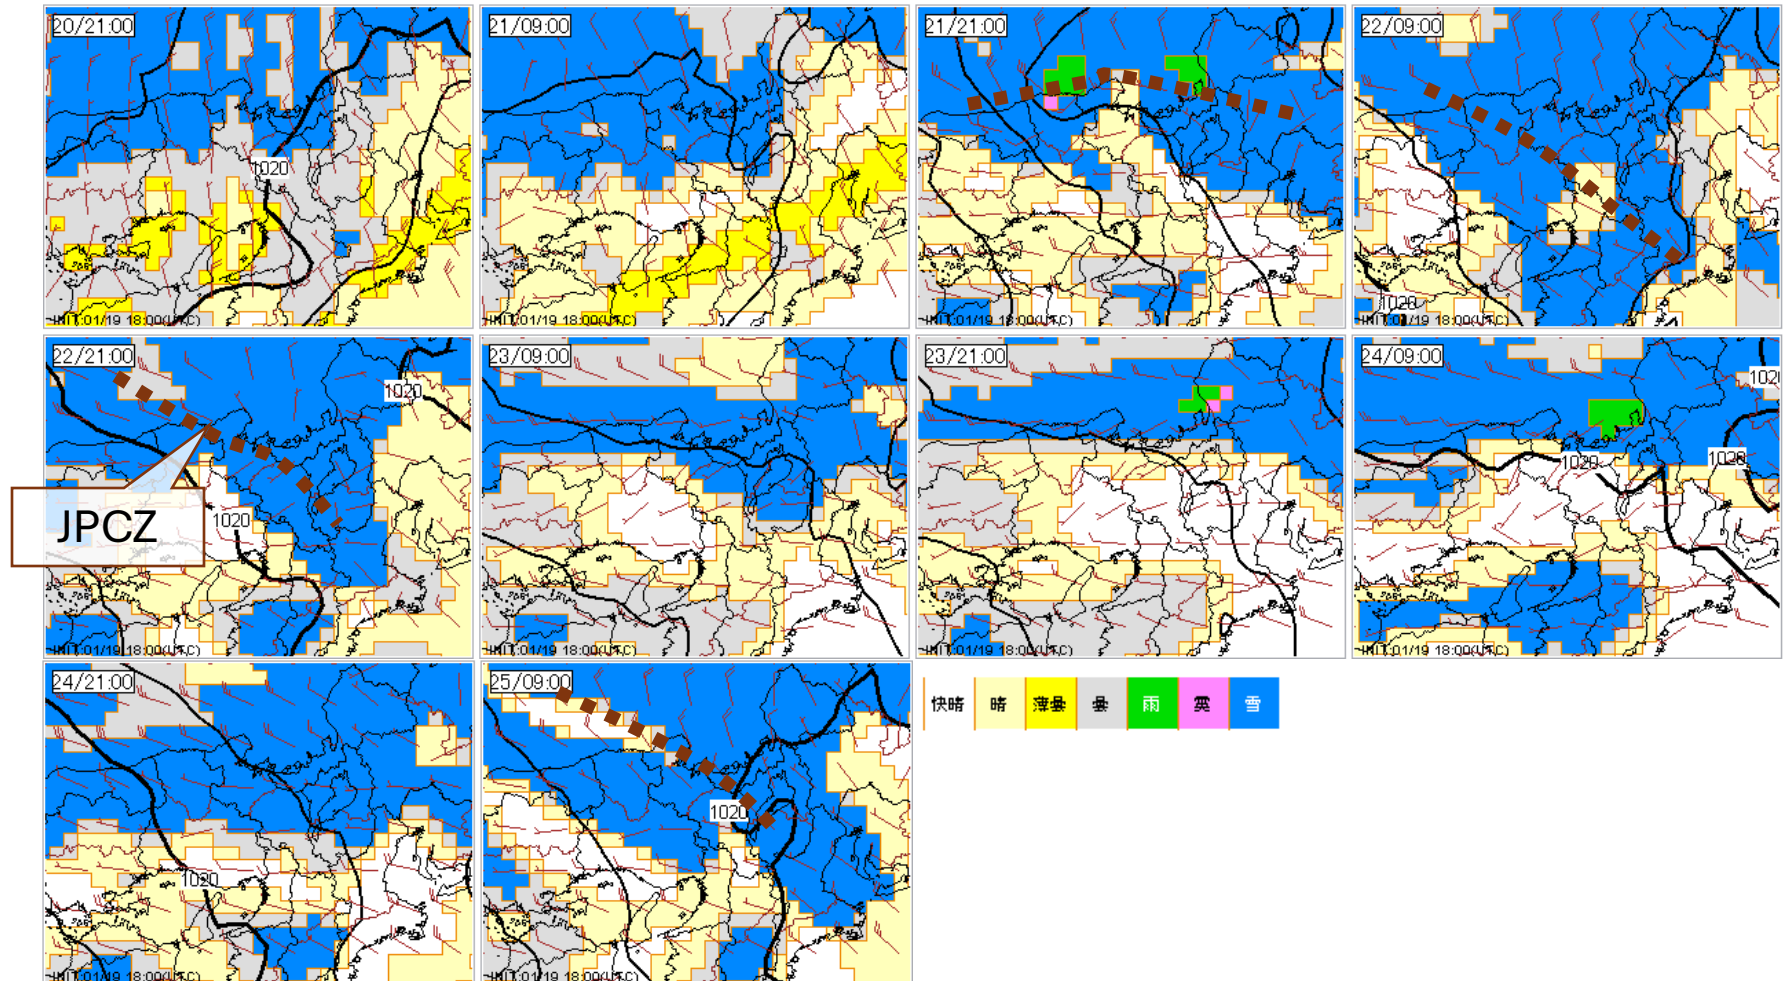 20/21:00
21/09:00
21/21:00
22/09:00
1020
1020
INIT:01/19 18:00(UTC)
INIT:01/19 18:00(UTC)
INIT:01/19 18:00(UTC)
INIT:01/19 18:00(UTC)
22/21:00
23/09:00
23/21:00
24/09:00
1020
1020
1020
1020
JPCZ
1020
INIT:01/19 18:00(UTC)
INIT:01/19 18:00(UTC)
INIT:01/19 18:00(UTC)
INIT:01/19 18:00(UTC)
24/21:00
25/09:00
快晴 晴 薄曇 曇 雨 霙 雪
1020
1020
INIT:01/19 18:00(UTC)
INIT:01/19 18:00(UTC)